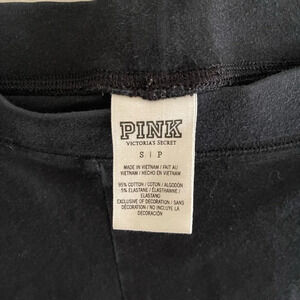 PINK
VICTORIA'S SECRET
S | P
MADE IN VIETNAM / FAIT AU
VIETNAM / HECHO EN VIETNAM
95% COTTON / COTON / ALGODÓN
5% ELASTANE / ÉLASTHANNE /
ELASTANO
EXCLUSIVE OF DECORATION / SANS
DÉCORATION / NO INCLUYE LA
DECORACIÓN